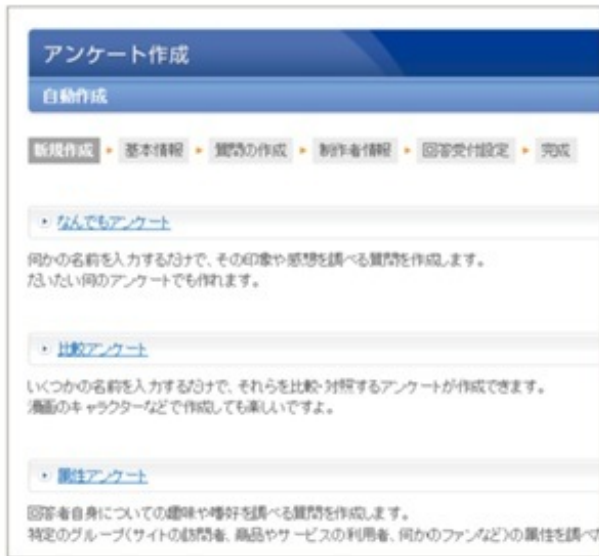 アンケート作成
自動作成
新規作成 ▸ 基本情報 ▸ 質問の作成 ▸ 制作者情報 ▸ 回答受付設定 ▸ 完成
なんでもアンケート
何かの名前を入力するだけで、その印象や感想を調べる質問を作成します。
だいたい何のアンケートでも作れます。
比較アンケート
いくつかの名前を入力するだけで、それらを比較・対照するアンケートが作成できます。
漫画のキャラクターなどで作成しても楽しいですよ。
属性アンケート
回答者自身についての趣味や嗜好を調べる質問を作成します。
特定のグループ(サイトの訪問者、商品やサービスの利用者、何かのファンなど)の属性を調べた